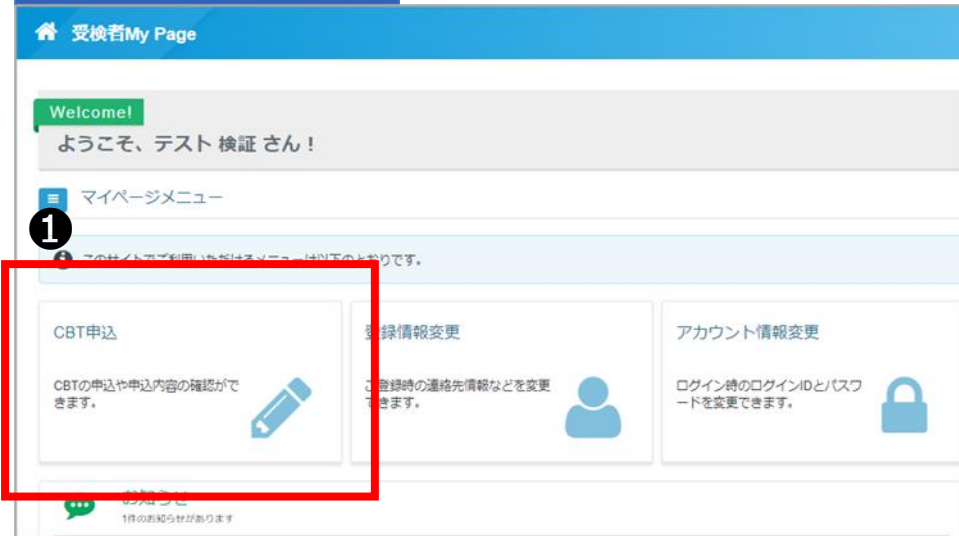 受検者My Page
Welcome!
ようこそ、テスト 検証 さん！
マイページメニュー
❶
このサイトでご利用いただけるメニューは以下のとおりです。
CBT申込
CBTの申込や申込内容の確認がで
きます。
登録情報変更
ご登録時の連絡先情報などを変更
できます。
アカウント情報変更
ログイン時のログインIDとパスワ
ードを変更できます。
お知らせ
1件のお知らせがあります